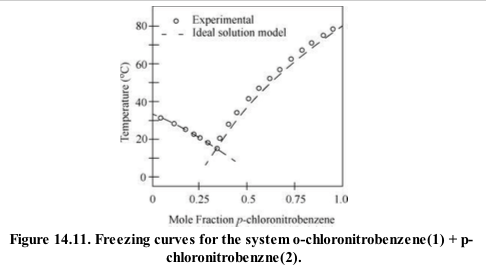 Experimental
Ideal solution model
80
60
40
20
0
Temperature (°C)
0
0.25
0.50
0.75
1.0
Mole Fraction p-chloronitrobenzene
Figure 14.11. Freezing curves for the system o-chloronitrobenzene(1) + p-
chloronitrobenzne(2).